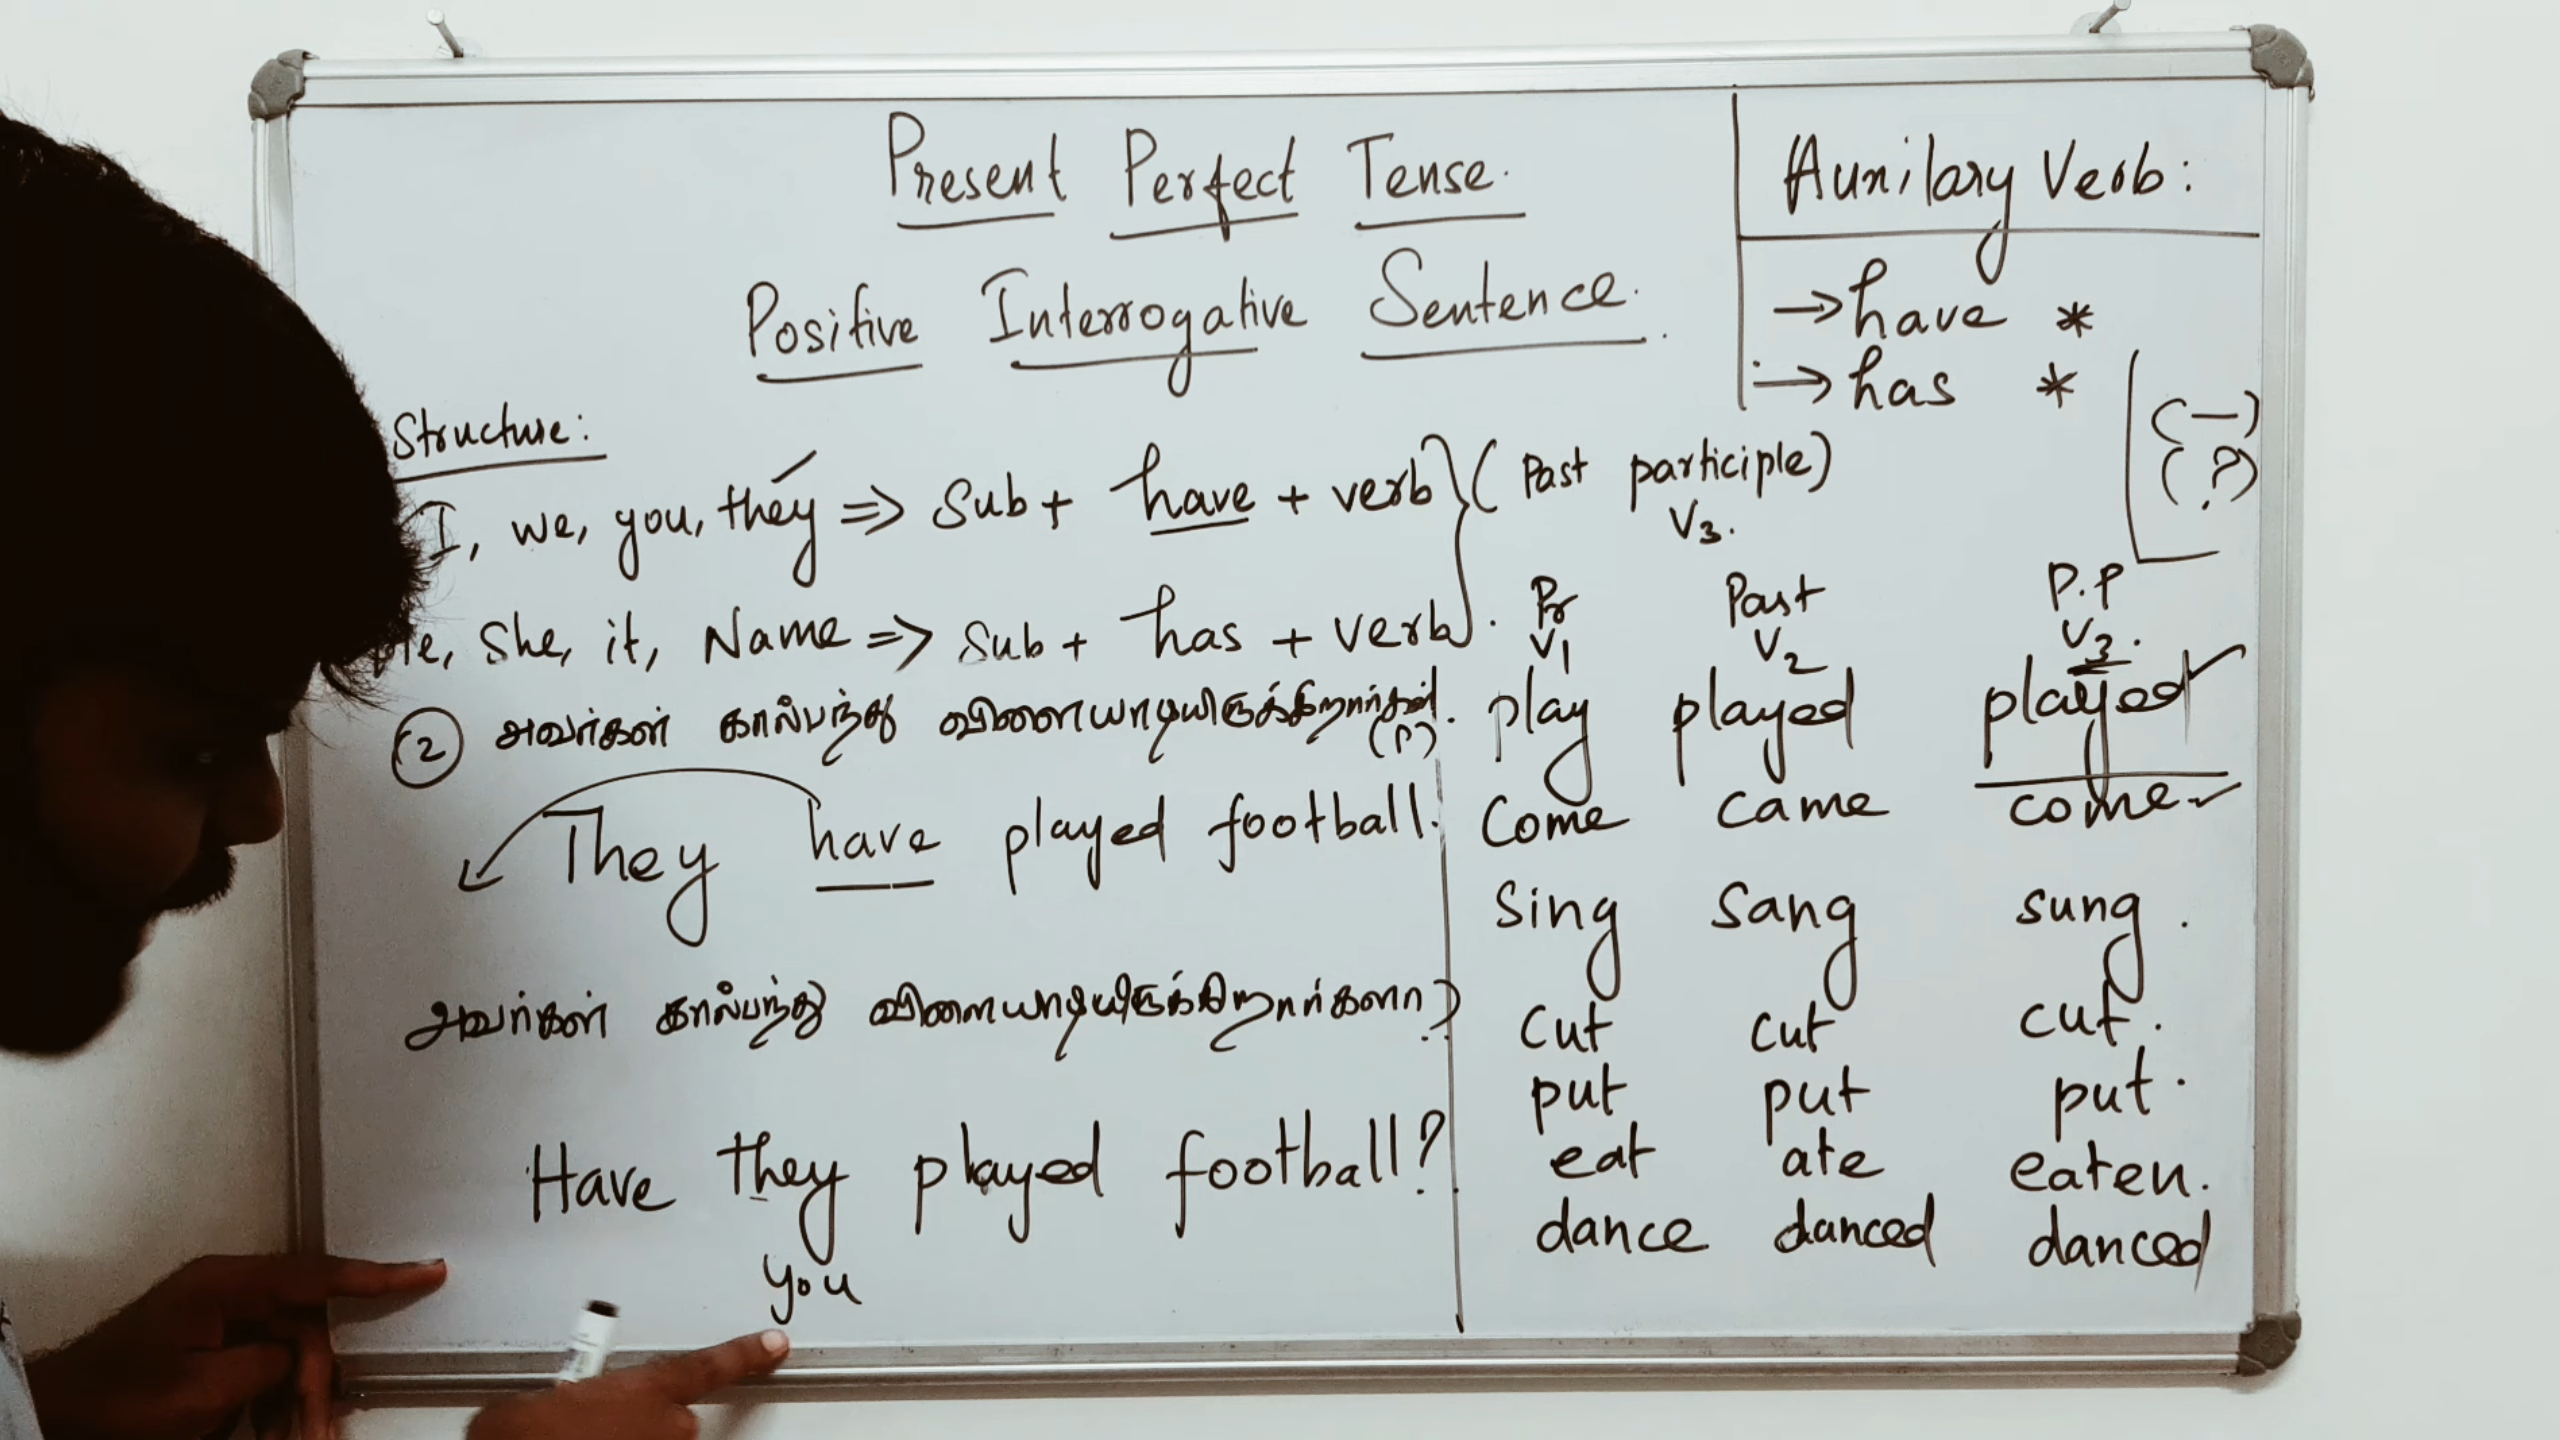 Present Perfect Tense.
Positive Interrogative Sentence.
Auxilary Verb:
→ have *
→ has *
(—)
(?)
Structure:
I, we, you, they ⇒ Sub + have + verb } (Past participle)
V3.
He, She, it, Name ⇒ Sub + has + verb.
② அவர்கள் கால்பந்து விளையாடியிருக்கிறார்கள்.
(P)
They have played football.
அவர்கள் கால்பந்து விளையாடியிருக்கிறார்களா?
Have they played football?
you
Pr Past P.P
V1 V2 V3.
play played played
Come came come
Sing Sang sung.
Cut cut cut.
put put put.
eat ate eaten.
dance danced danced